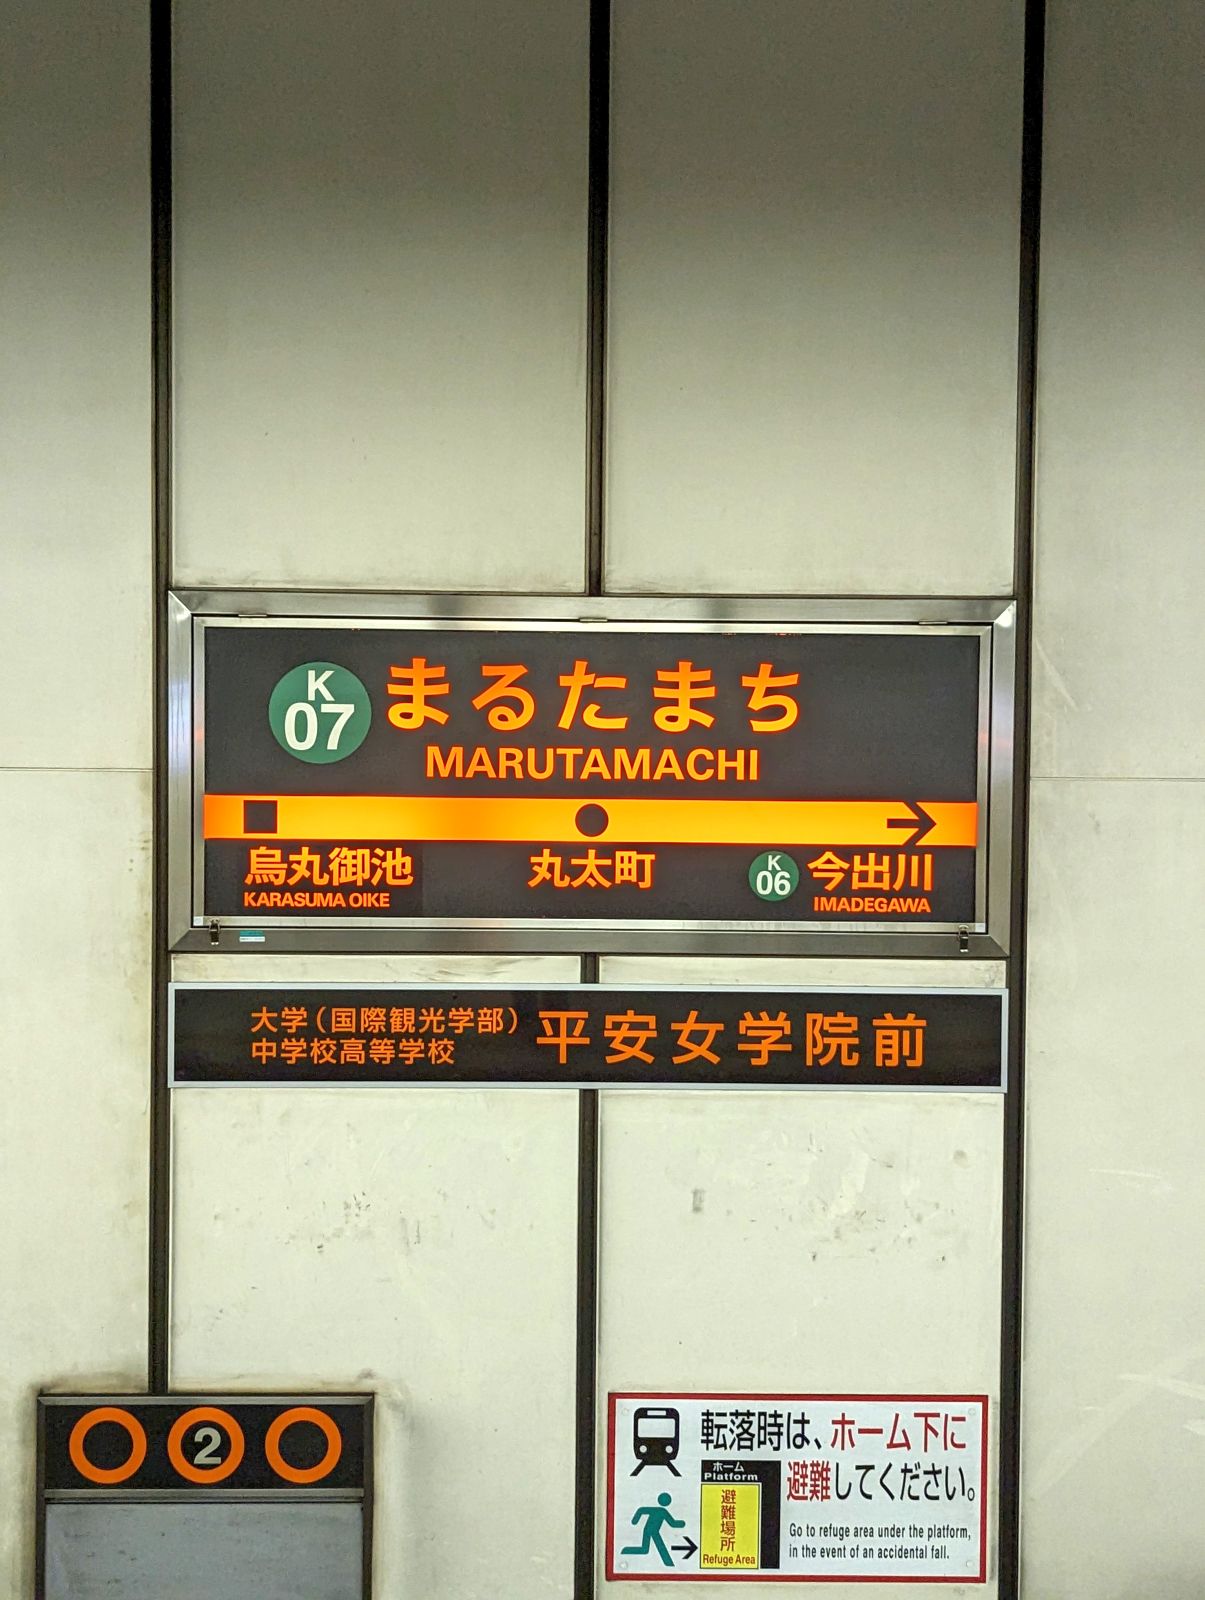 K
07
まるたまち
MARUTAMACHI
烏丸御池
KARASUMA OIKE
丸太町
K
06
今出川
IMADEGAWA
大学（国際観光学部）
中学校高等学校
平安女学院前
2
転落時は、ホーム下に
避難してください。
ホーム
Platform
避難場所
Refuge Area
Go to refuge area under the platform,
in the event of an accidental fall.